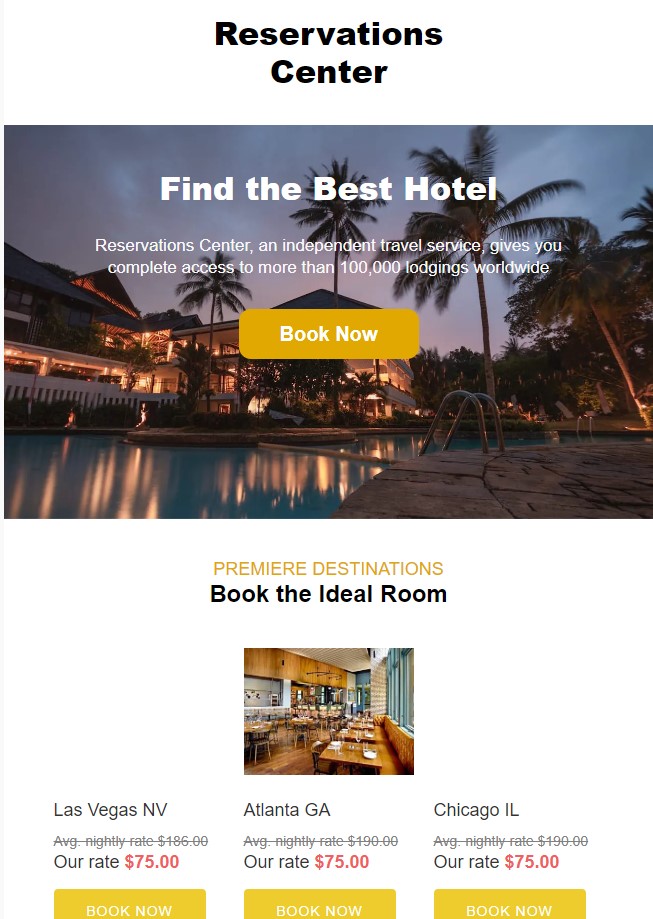 Reservations
Center
Find the Best Hotel
Reservations Center, an independent travel service, gives you
complete access to more than 100,000 lodgings worldwide
Book Now
PREMIERE DESTINATIONS
Book the Ideal Room
Las Vegas NV
Avg. nightly rate $186.00
Our rate $75.00
BOOK NOW
Atlanta GA
Avg. nightly rate $190.00
Our rate $75.00
BOOK NOW
Chicago IL
Avg. nightly rate $190.00
Our rate $75.00
BOOK NOW